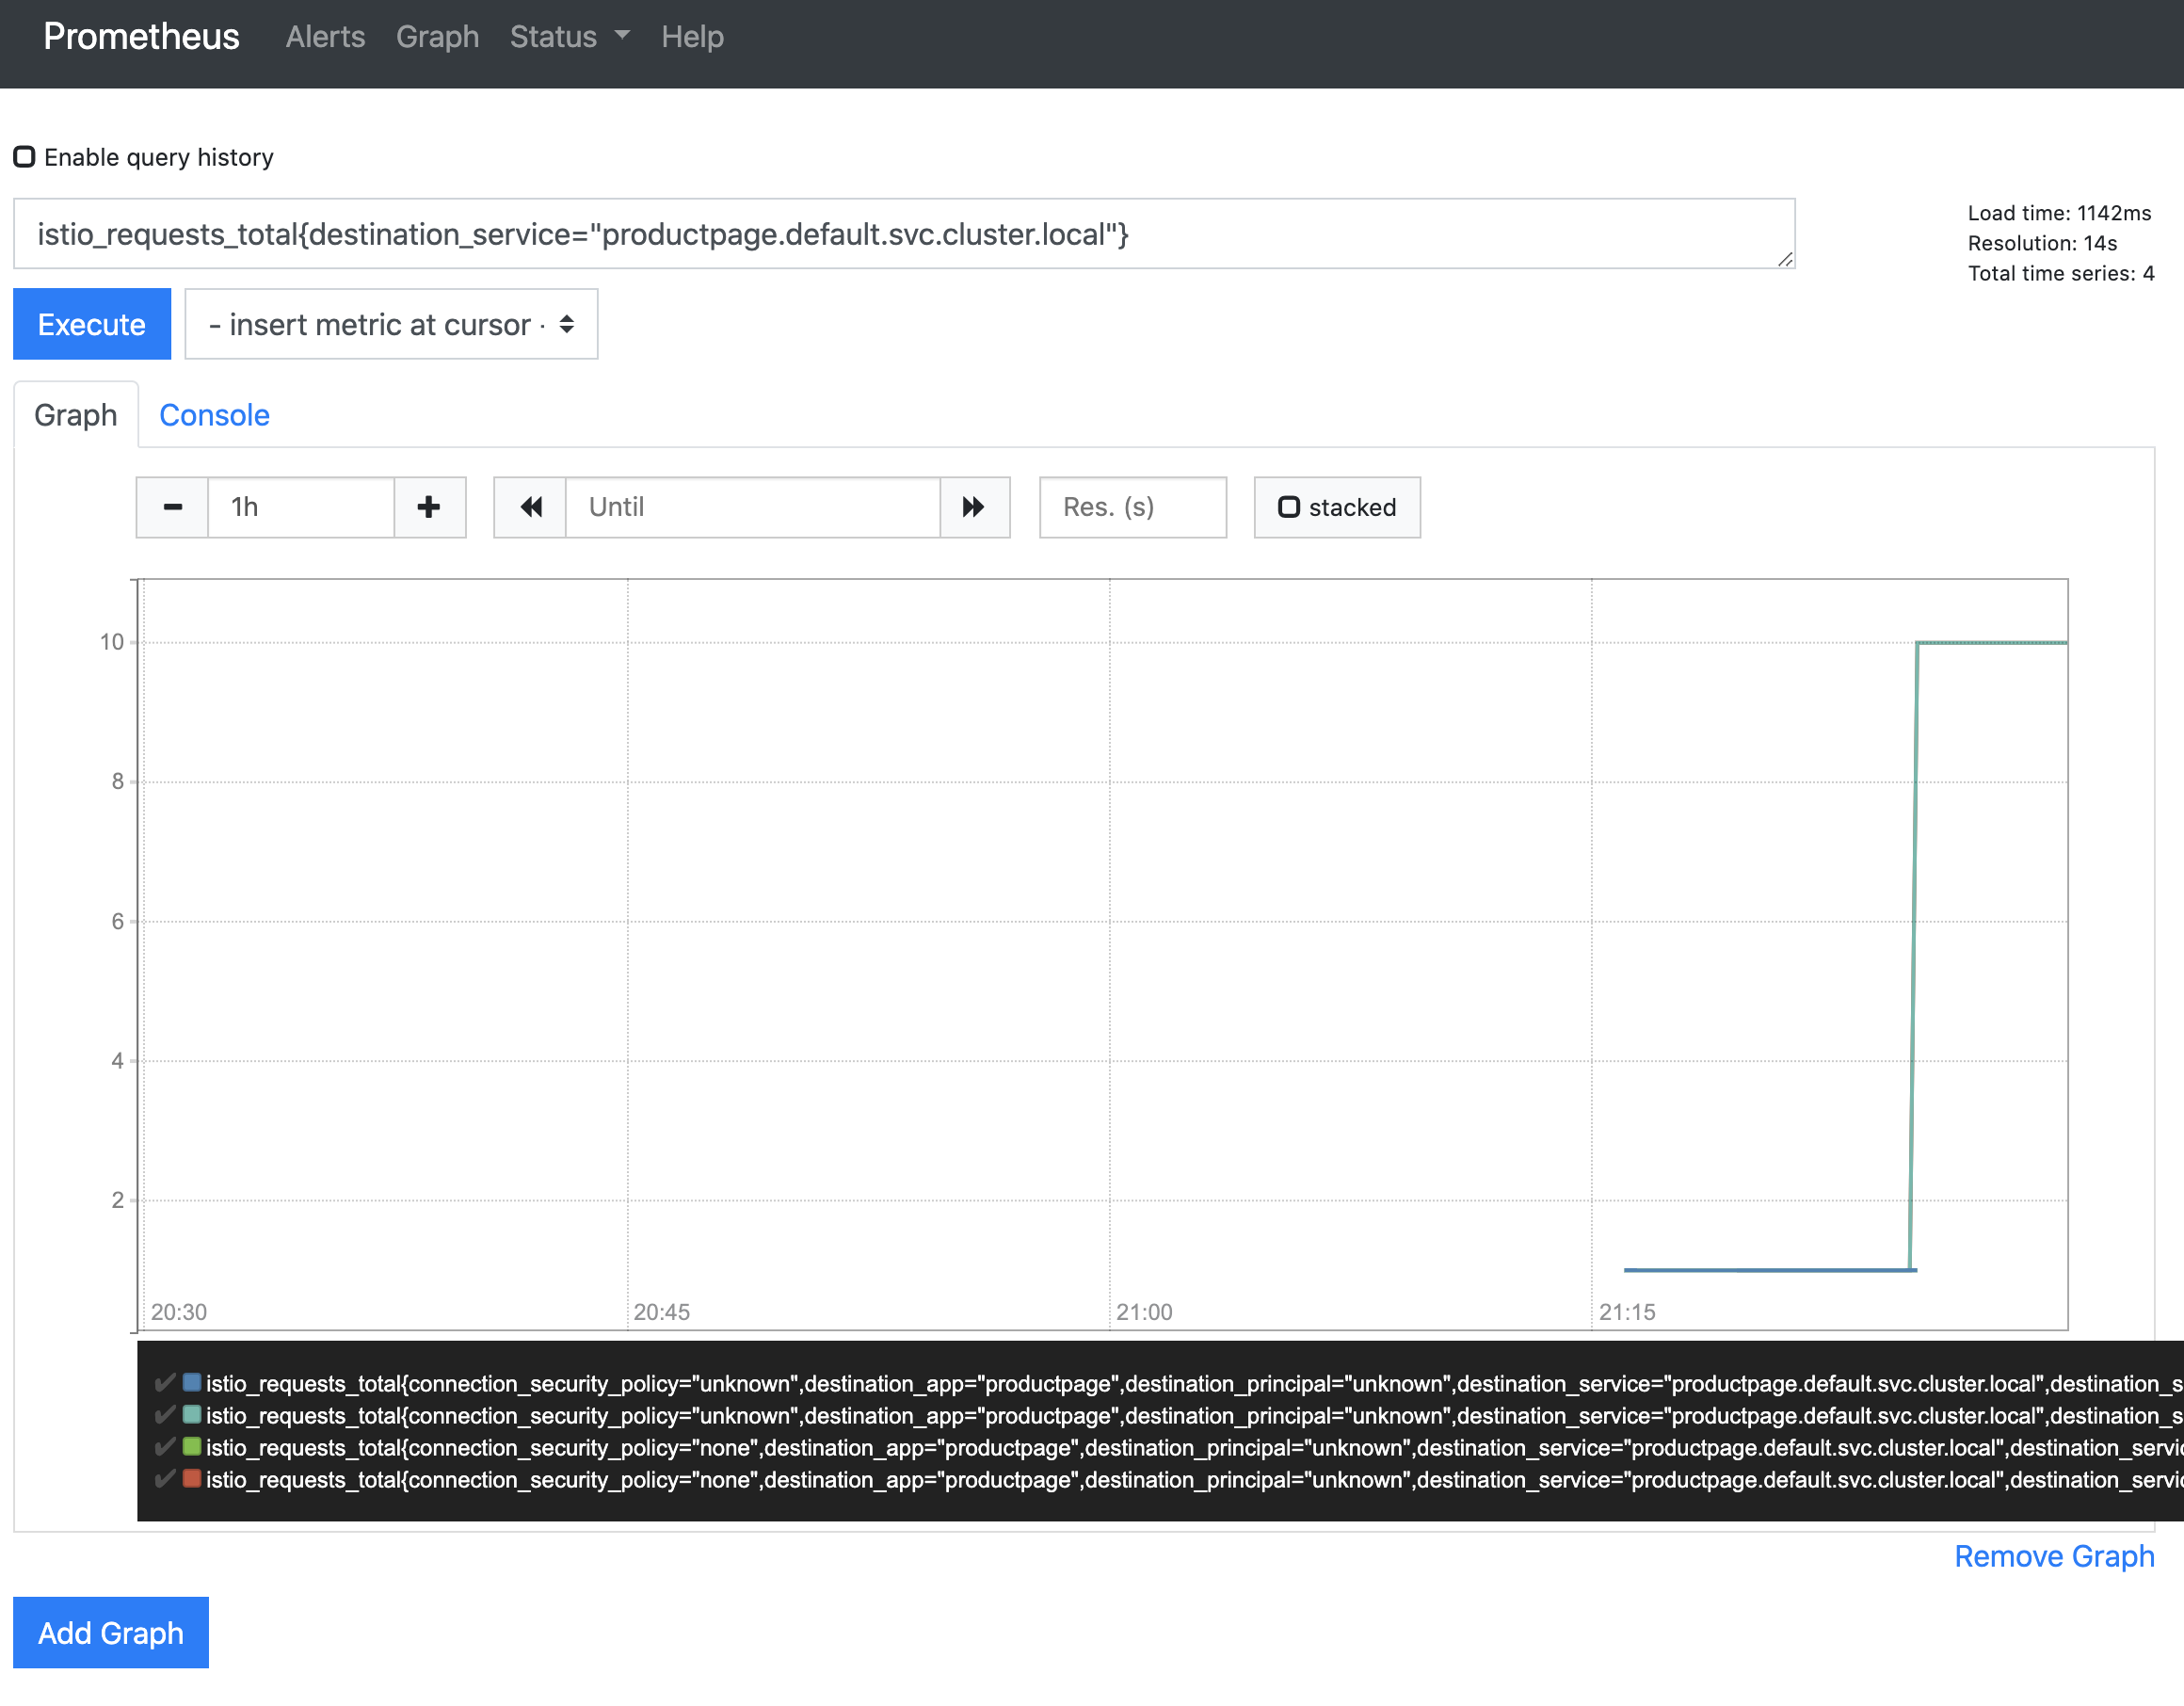 Prometheus Alerts Graph Status Help
Enable query history
istio_requests_total{destination_service="productpage.default.svc.cluster.local"}
Load time: 1142ms
Resolution: 14s
Total time series: 4
Execute
- insert metric at cursor -
Graph Console
1h Until Res. (s) stacked
10
8
6
4
2
20:30 20:45 21:00 21:15
istio_requests_total{connection_security_policy="unknown",destination_app="productpage",destination_principal="unknown",destination_service="productpage.default.svc.cluster.local",destination_s
istio_requests_total{connection_security_policy="unknown",destination_app="productpage",destination_principal="unknown",destination_service="productpage.default.svc.cluster.local",destination_s
istio_requests_total{connection_security_policy="none",destination_app="productpage",destination_principal="unknown",destination_service="productpage.default.svc.cluster.local",destination_servi
istio_requests_total{connection_security_policy="none",destination_app="productpage",destination_principal="unknown",destination_service="productpage.default.svc.cluster.local",destination_servi
Remove Graph
Add Graph